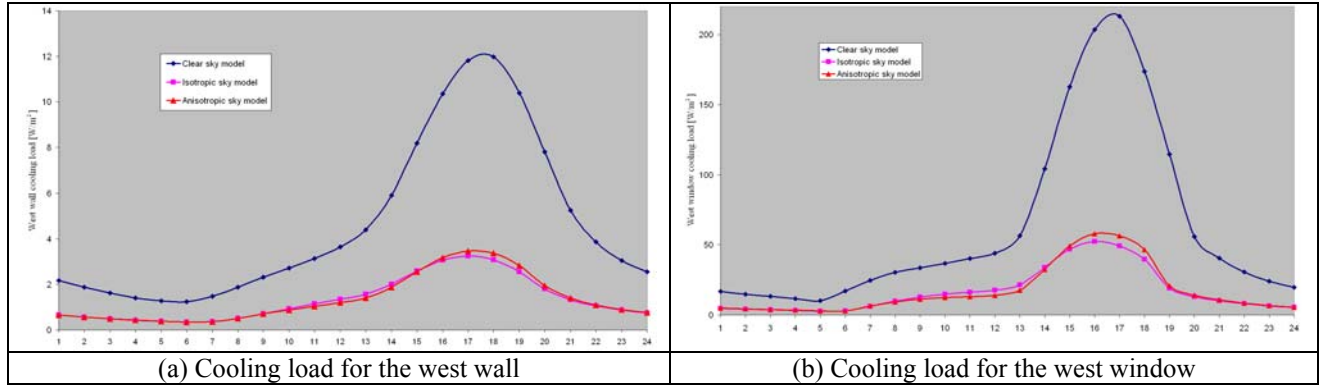 14
12
10
8
6
4
2
0
West wall cooling load [W/m²]
Clear sky model
Isotropic sky model
Anisotropic sky model
1 2 3 4 5 6 7 8 9 10 11 12 13 14 15 16 17 18 19 20 21 22 23 24
(a) Cooling load for the west wall
200
150
100
50
0
West window cooling load [W/m²]
Clear sky model
Isotropic sky model
Anisotropic sky model
1 2 3 4 5 6 7 8 9 10 11 12 13 14 15 16 17 18 19 20 21 22 23 24
(b) Cooling load for the west window